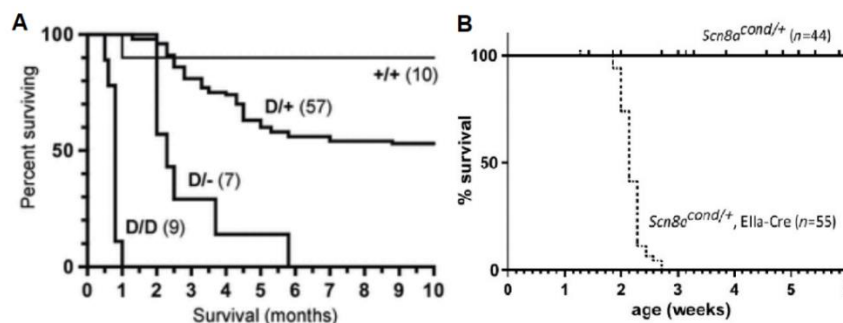 A
Percent surviving
100
50
0
+/+ (10)
D/+ (57)
D/- (7)
D/D (9)
0 1 2 3 4 5 6 7 8 9 10
Survival (months)
B
% survival
100
50
0
Scn8a^cond/+ (n=44)
Scn8a^cond/+, EIIa-Cre (n=55)
0 1 2 3 4 5
age (weeks)